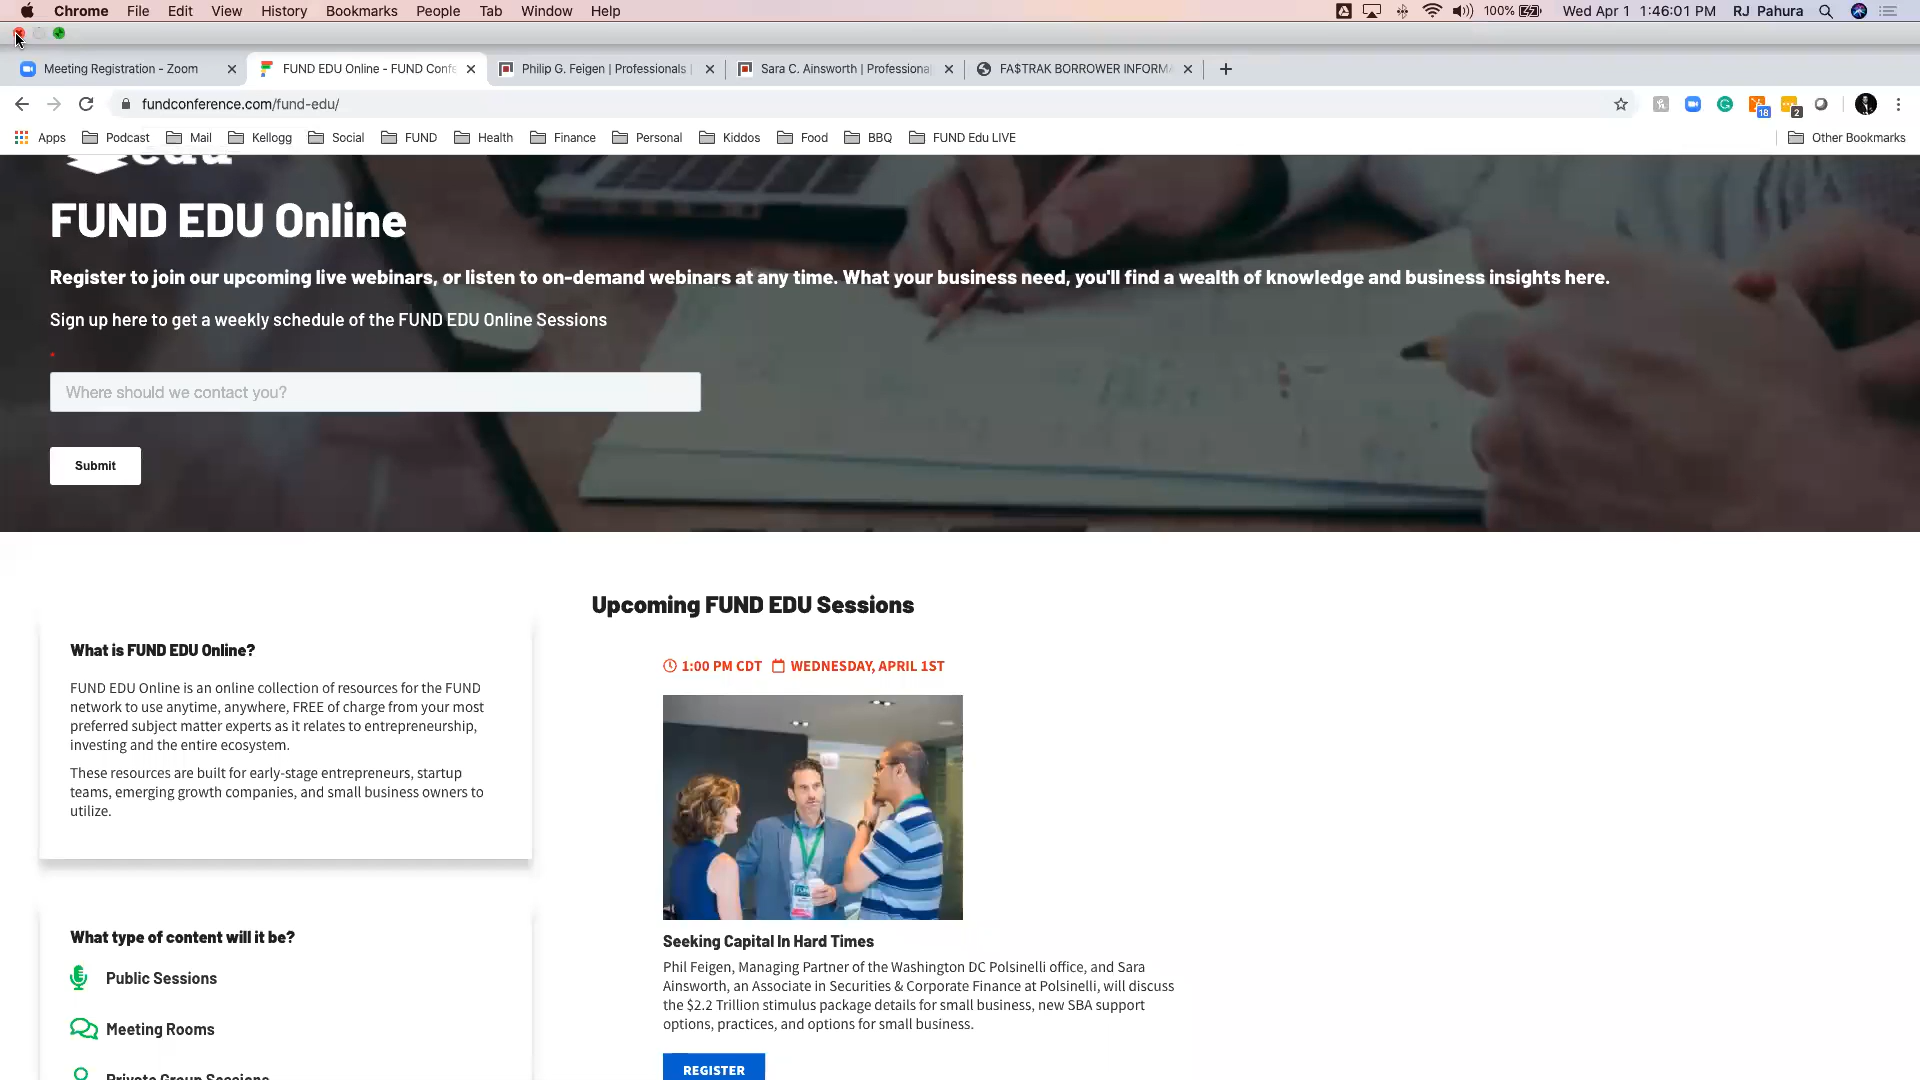 Chrome File Edit View History Bookmarks People Tab Window Help 100% Wed Apr 1 1:46:01 PM RJ Pahura
Meeting Registration - Zoom FUND EDU Online - FUND Confe Philip G. Feigen | Professionals | Sara C. Ainsworth | Professiona FA$TRAK BORROWER INFORMA
fundconference.com/fund-edu/ 18 2
Apps Podcast Mail Kellogg Social FUND Health Finance Personal Kiddos Food BBQ FUND Edu LIVE Other Bookmarks
edu
FUND EDU Online
Register to join our upcoming live webinars, or listen to on-demand webinars at any time. What your business need, you'll find a wealth of knowledge and business insights here.
Sign up here to get a weekly schedule of the FUND EDU Online Sessions
*
Where should we contact you?
Submit
What is FUND EDU Online?
FUND EDU Online is an online collection of resources for the FUND
network to use anytime, anywhere, FREE of charge from your most
preferred subject matter experts as it relates to entrepreneurship,
investing and the entire ecosystem.
These resources are built for early-stage entrepreneurs, startup
teams, emerging growth companies, and small business owners to
utilize.
What type of content will it be?
Public Sessions
Meeting Rooms
Private Group Sessions
Upcoming FUND EDU Sessions
1:00 PM CDT WEDNESDAY, APRIL 1ST
Seeking Capital In Hard Times
Phil Feigen, Managing Partner of the Washington DC Polsinelli office, and Sara
Ainsworth, an Associate in Securities & Corporate Finance at Polsinelli, will discuss
the $2.2 Trillion stimulus package details for small business, new SBA support
options, practices, and options for small business.
REGISTER